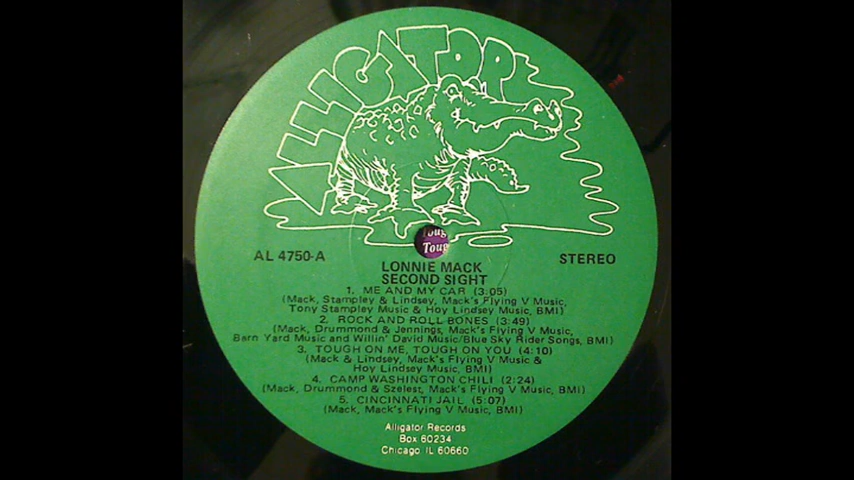 ALLIGATOR
AL 4750-A
STEREO
Toug
Toug
LONNIE MACK
SECOND SIGHT
1. ME AND MY CAR (3:05)
(Mack, Stampley & Lindsey, Mack's Flying V Music,
Tony Stampley Music & Hoy Lindsey Music, BMI)
2. ROCK AND ROLL BONES (3:49)
(Mack, Drummond & Jennings, Mack's Flying V Music,
Barn Yard Music and Willin' David Music/Blue Sky Rider Songs, BMI)
3. TOUGH ON ME, TOUGH ON YOU (4:10)
(Mack & Lindsey, Mack's Flying V Music &
Hoy Lindsey Music, BMI)
4. CAMP WASHINGTON CHILI (2:24)
(Mack, Drummond & Szelest, Mack's Flying V Music, BMI)
5. CINCINNATI JAIL (5:07)
(Mack, Mack's Flying V Music, BMI)
Alligator Records
Box 60234
Chicago IL 60660